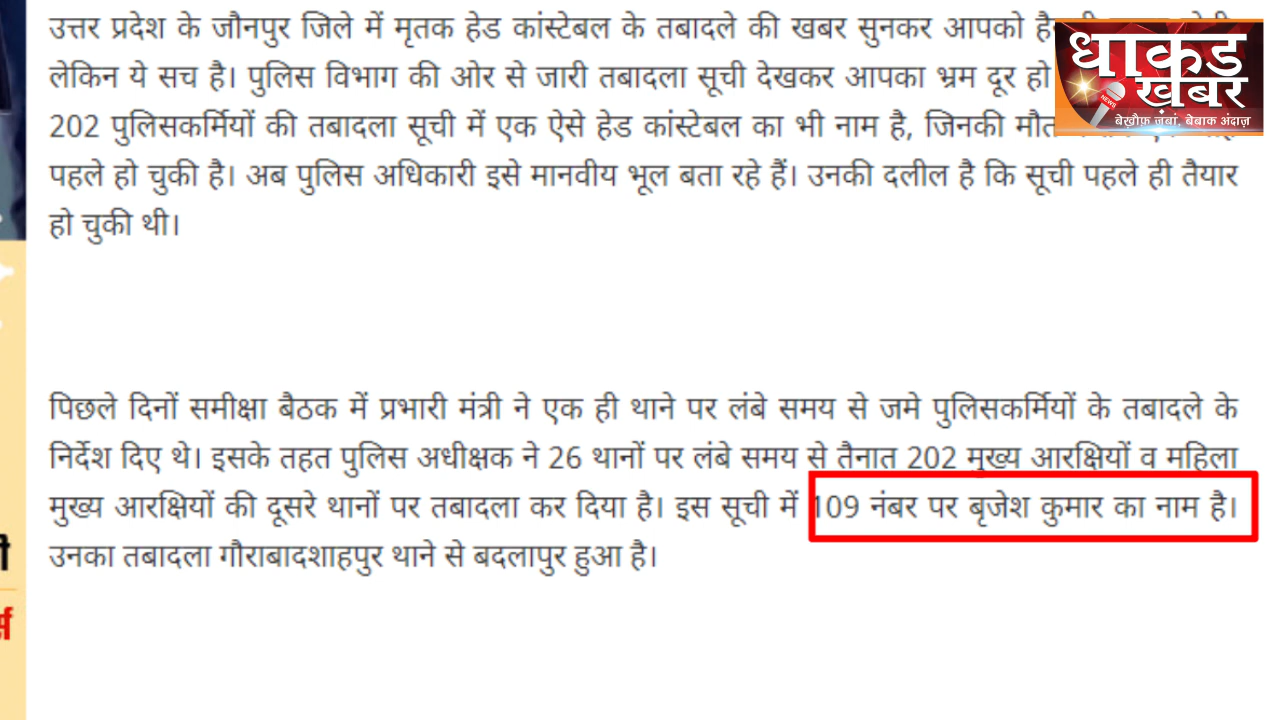 उत्तर प्रदेश के जौनपुर जिले में मृतक हेड कांस्टेबल के तबादले की खबर सुनकर आपको
लेकिन ये सच है। पुलिस विभाग की ओर से जारी तबादला सूची देखकर आपका भ्रम दूर हो
202 पुलिसकर्मियों की तबादला सूची में एक ऐसे हेड कांस्टेबल का भी नाम है, जिनकी मौत
पहले हो चुकी है। अब पुलिस अधिकारी इसे मानवीय भूल बता रहे हैं। उनकी दलील है कि सूची पहले ही तैयार
हो चुकी थी।
धाकड़
खबर
NEWS
बेख़ौफ़ जुबां, बेबाक अंदाज़
पिछले दिनों समीक्षा बैठक में प्रभारी मंत्री ने एक ही थाने पर लंबे समय से जमे पुलिसकर्मियों के तबादले के
निर्देश दिए थे। इसके तहत पुलिस अधीक्षक ने 26 थानों पर लंबे समय से तैनात 202 मुख्य आरक्षियों व महिला
मुख्य आरक्षियों की दूसरे थानों पर तबादला कर दिया है। इस सूची में 109 नंबर पर बृजेश कुमार का नाम है।
उनका तबादला गौराबादशाहपुर थाने से बदलापुर हुआ है।